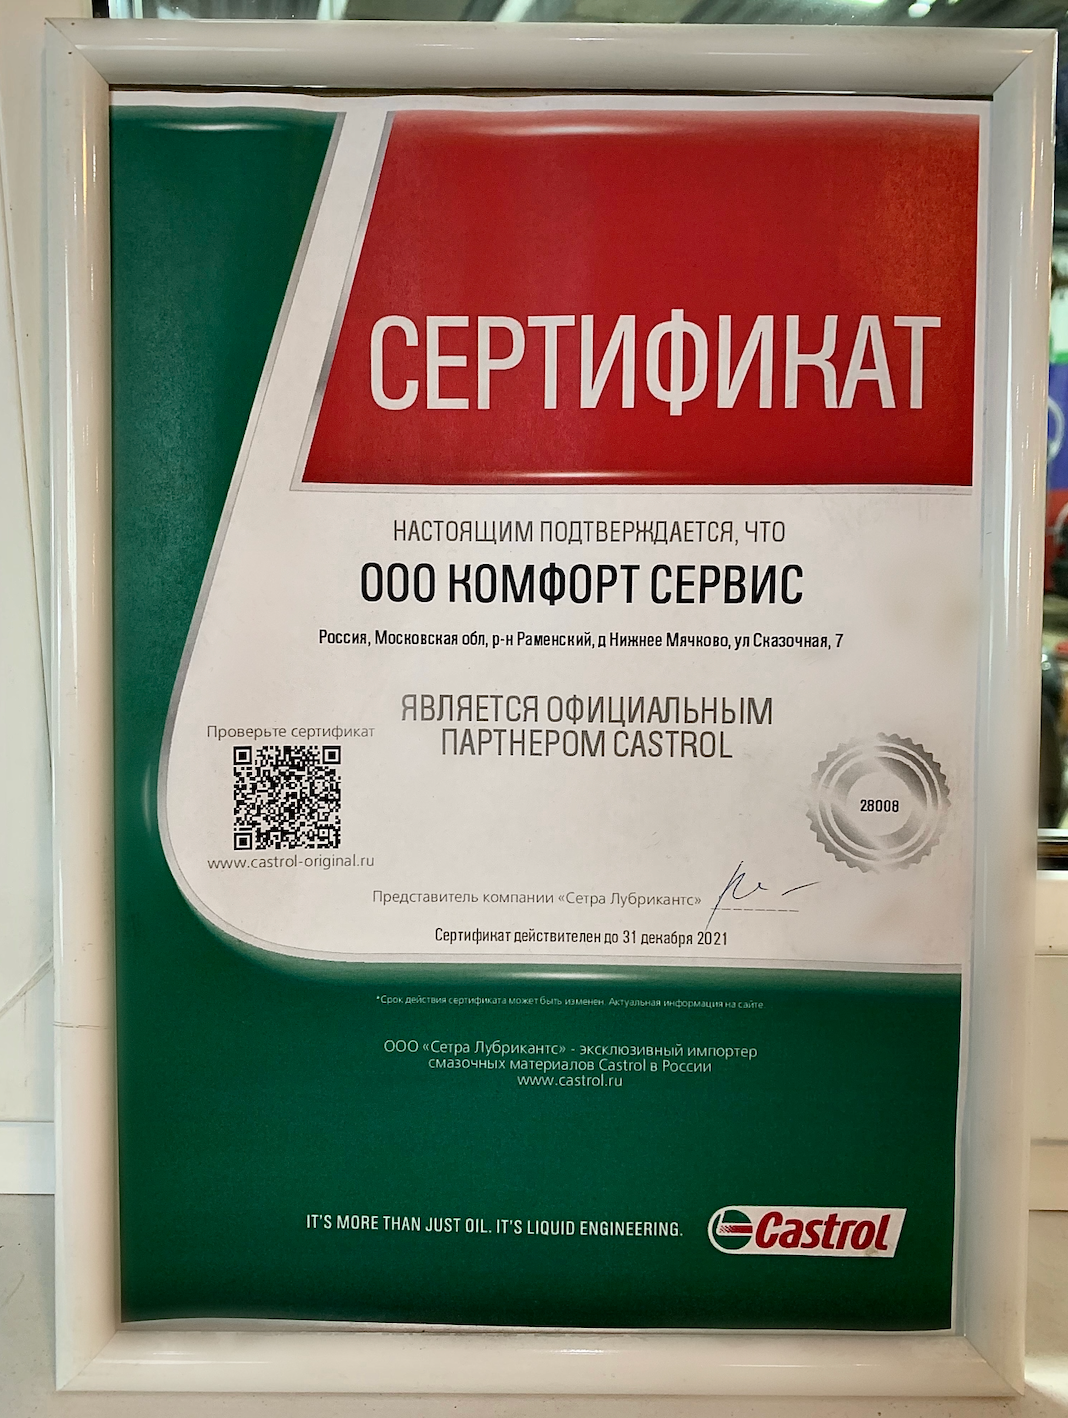 СЕРТИФИКАТ
НАСТОЯЩИМ ПОДТВЕРЖДАЕТСЯ, ЧТО
ООО КОМФОРТ СЕРВИС
Россия, Московская обл, р-н Раменский, д Нижнее Мячково, ул Сказочная, 7
ЯВЛЯЕТСЯ ОФИЦИАЛЬНЫМ
ПАРТНЕРОМ CASTROL
Проверьте сертификат
www.castrol-original.ru
28008
Представитель компании «Сетра Лубрикантс»
Сертификат действителен до 31 декабря 2021
*Срок действия сертификата может быть изменен. Актуальная информация на сайте
ООО «Сетра Лубрикантс» - эксклюзивный импортер
смазочных материалов Castrol в России
www.castrol.ru
IT'S MORE THAN JUST OIL. IT'S LIQUID ENGINEERING.
Castrol